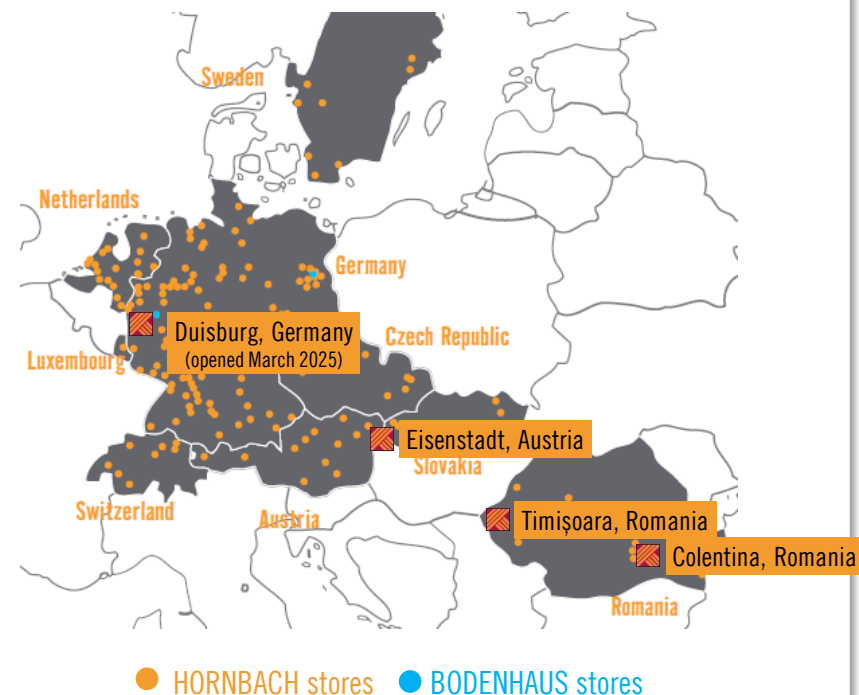 Sweden
Netherlands
Germany
Duisburg, Germany
(opened March 2025)
Czech Republic
Luxembourg
Eisenstadt, Austria
Slovakia
Switzerland
Austria
Timișoara, Romania
Colentina, Romania
Romania
HORNBACH stores
BODENHAUS stores